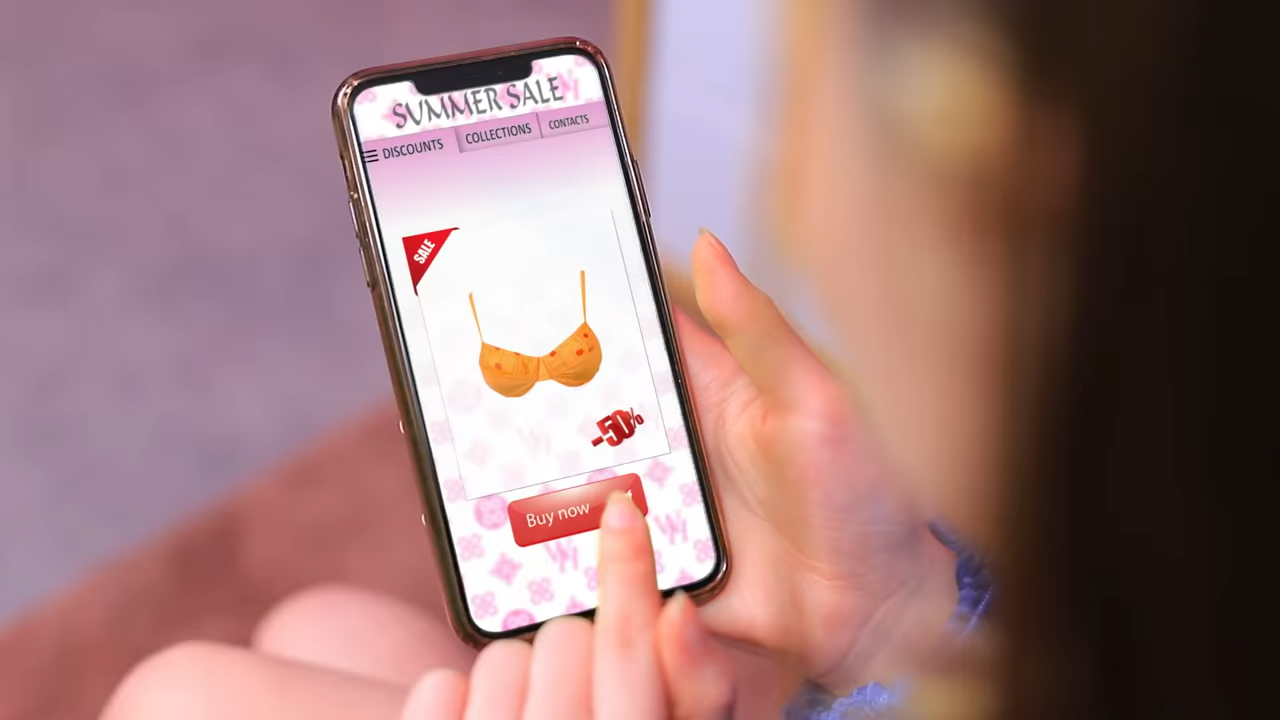 SUMMER SALE
DISCOUNTS COLLECTIONS CONTACTS
SALE
-50%
Buy now